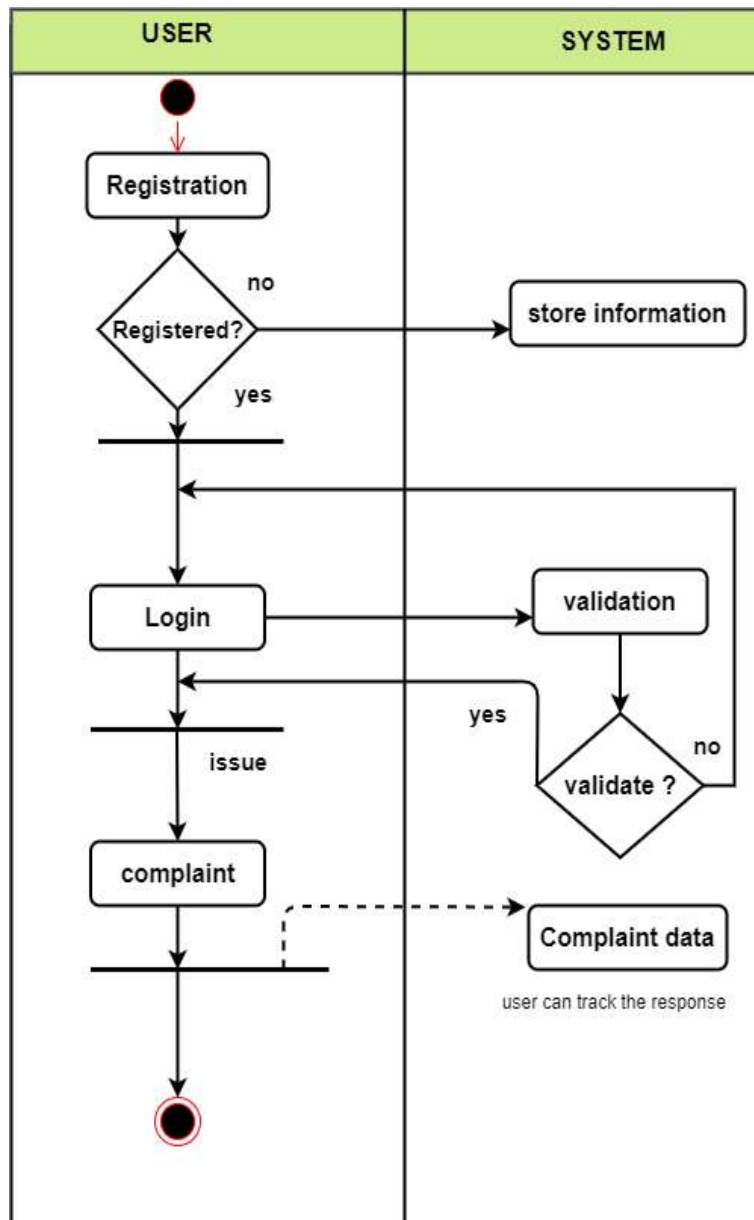 USER
SYSTEM
Registration
no
Registered?
store information
yes
Login
validation
yes
no
issue
validate ?
complaint
Complaint data
user can track the response